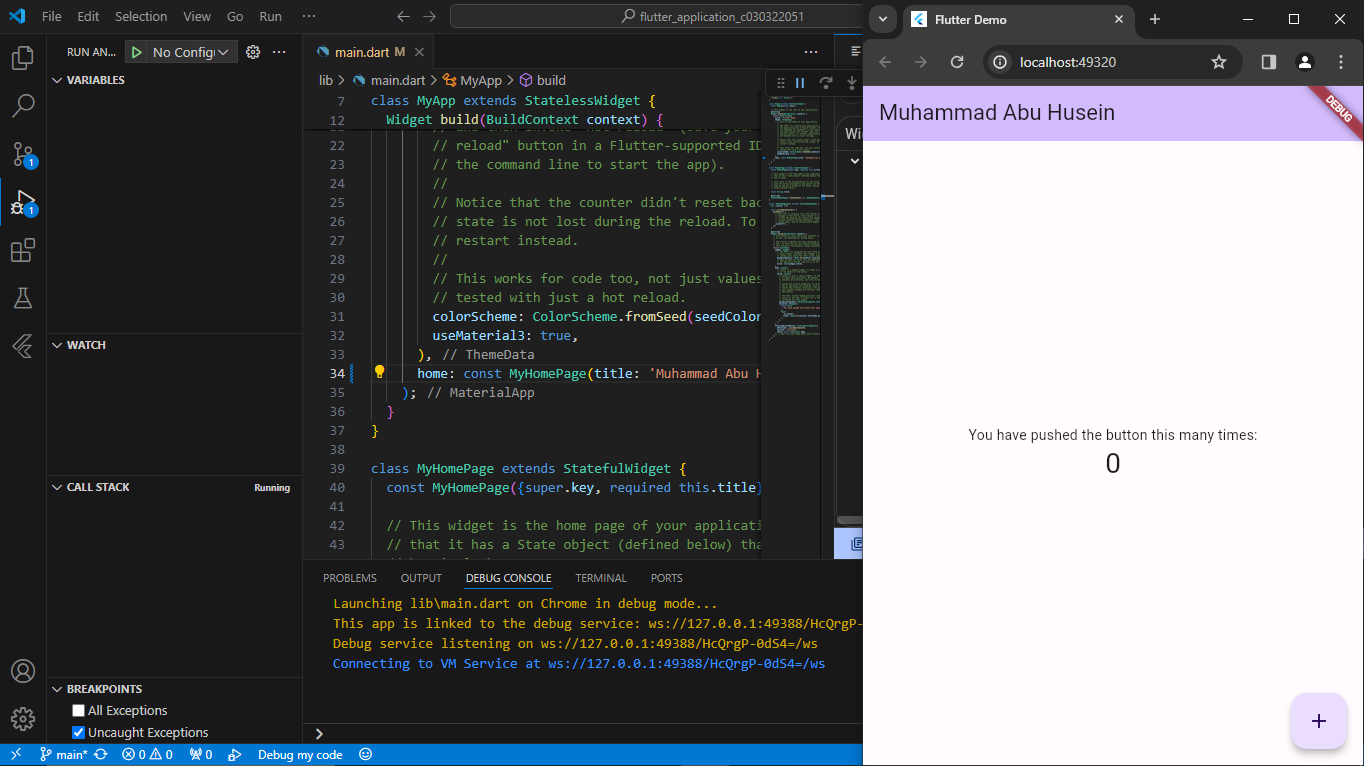 File Edit Selection View Go Run ···
flutter_application_c030322051
RUN AN... No Config
VARIABLES
WATCH
CALL STACK Running
BREAKPOINTS
All Exceptions
Uncaught Exceptions
main.dart M
lib > main.dart > MyApp > build
7 class MyApp extends StatelessWidget {
12 Widget build(BuildContext context) {
22 // reload" button in a Flutter-supported ID
23 // the command line to start the app).
24 //
25 // Notice that the counter didn't reset bac
26 // state is not lost during the reload. To
27 // restart instead.
28 //
29 // This works for code too, not just values
30 // tested with just a hot reload.
31 colorScheme: ColorScheme.fromSeed(seedColor
32 useMaterial3: true,
33 ), // ThemeData
34 home: const MyHomePage(title: 'Muhammad Abu H
35 ); // MaterialApp
36 }
37 }
38
39 class MyHomePage extends StatefulWidget {
40 const MyHomePage({super.key, required this.title}
41
42 // This widget is the home page of your applicati
43 // that it has a State object (defined below) tha
Wi
PROBLEMS OUTPUT DEBUG CONSOLE TERMINAL PORTS
Launching lib\main.dart on Chrome in debug mode...
This app is linked to the debug service: ws://127.0.0.1:49388/HcQrgP-
Debug service listening on ws://127.0.0.1:49388/HcQrgP-0dS4=/ws
Connecting to VM Service at ws://127.0.0.1:49388/HcQrgP-0dS4=/ws
main* 0 0 0 Debug my code
Flutter Demo
localhost:49320
Muhammad Abu Husein
DEBUG
You have pushed the button this many times:
0
+